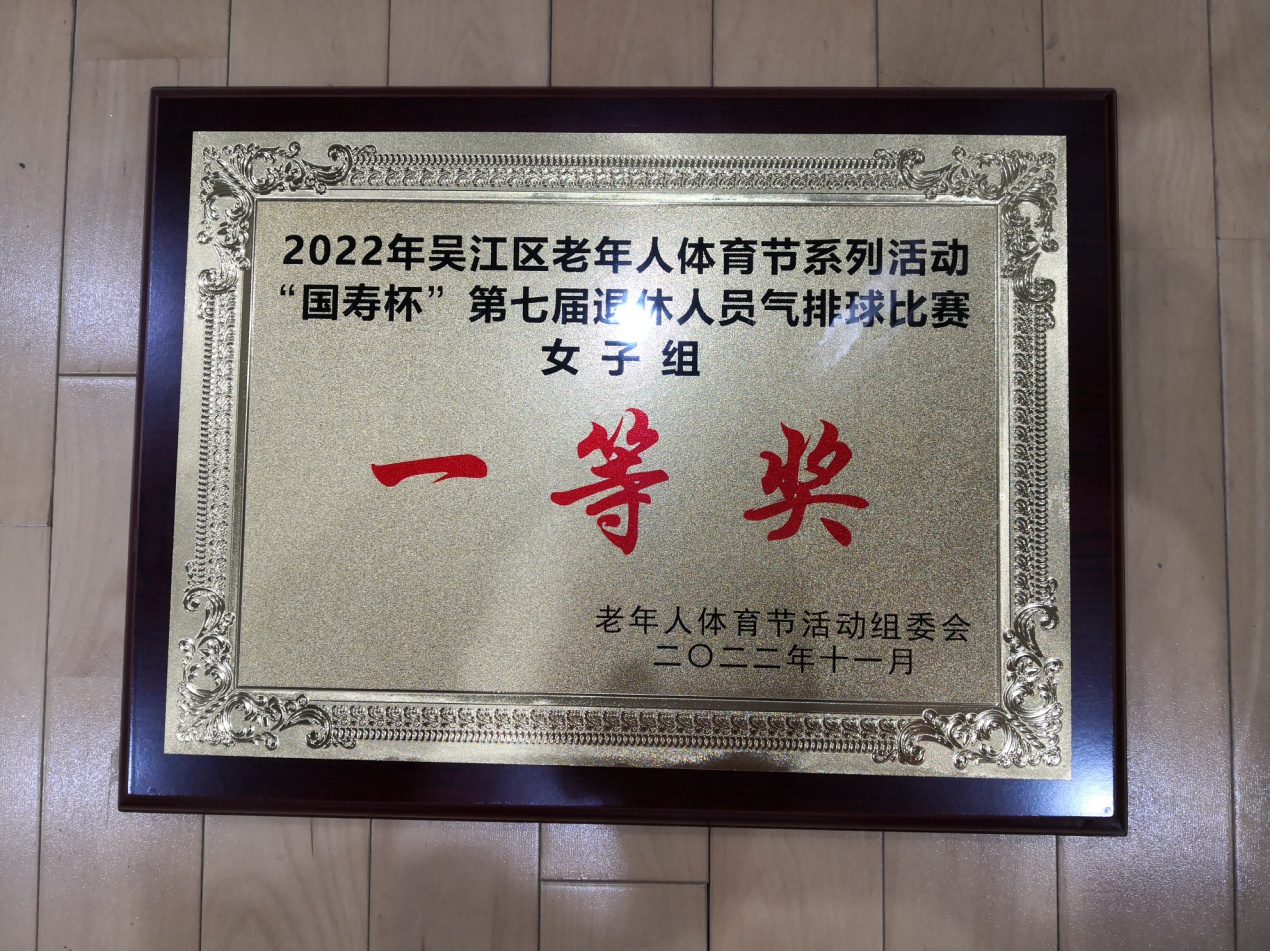 2022年吴江区老年人体育节系列活动
“国寿杯”第七届退休人员气排球比赛
女子组
一等奖
老年人体育节活动组委会
二〇二二年十一月